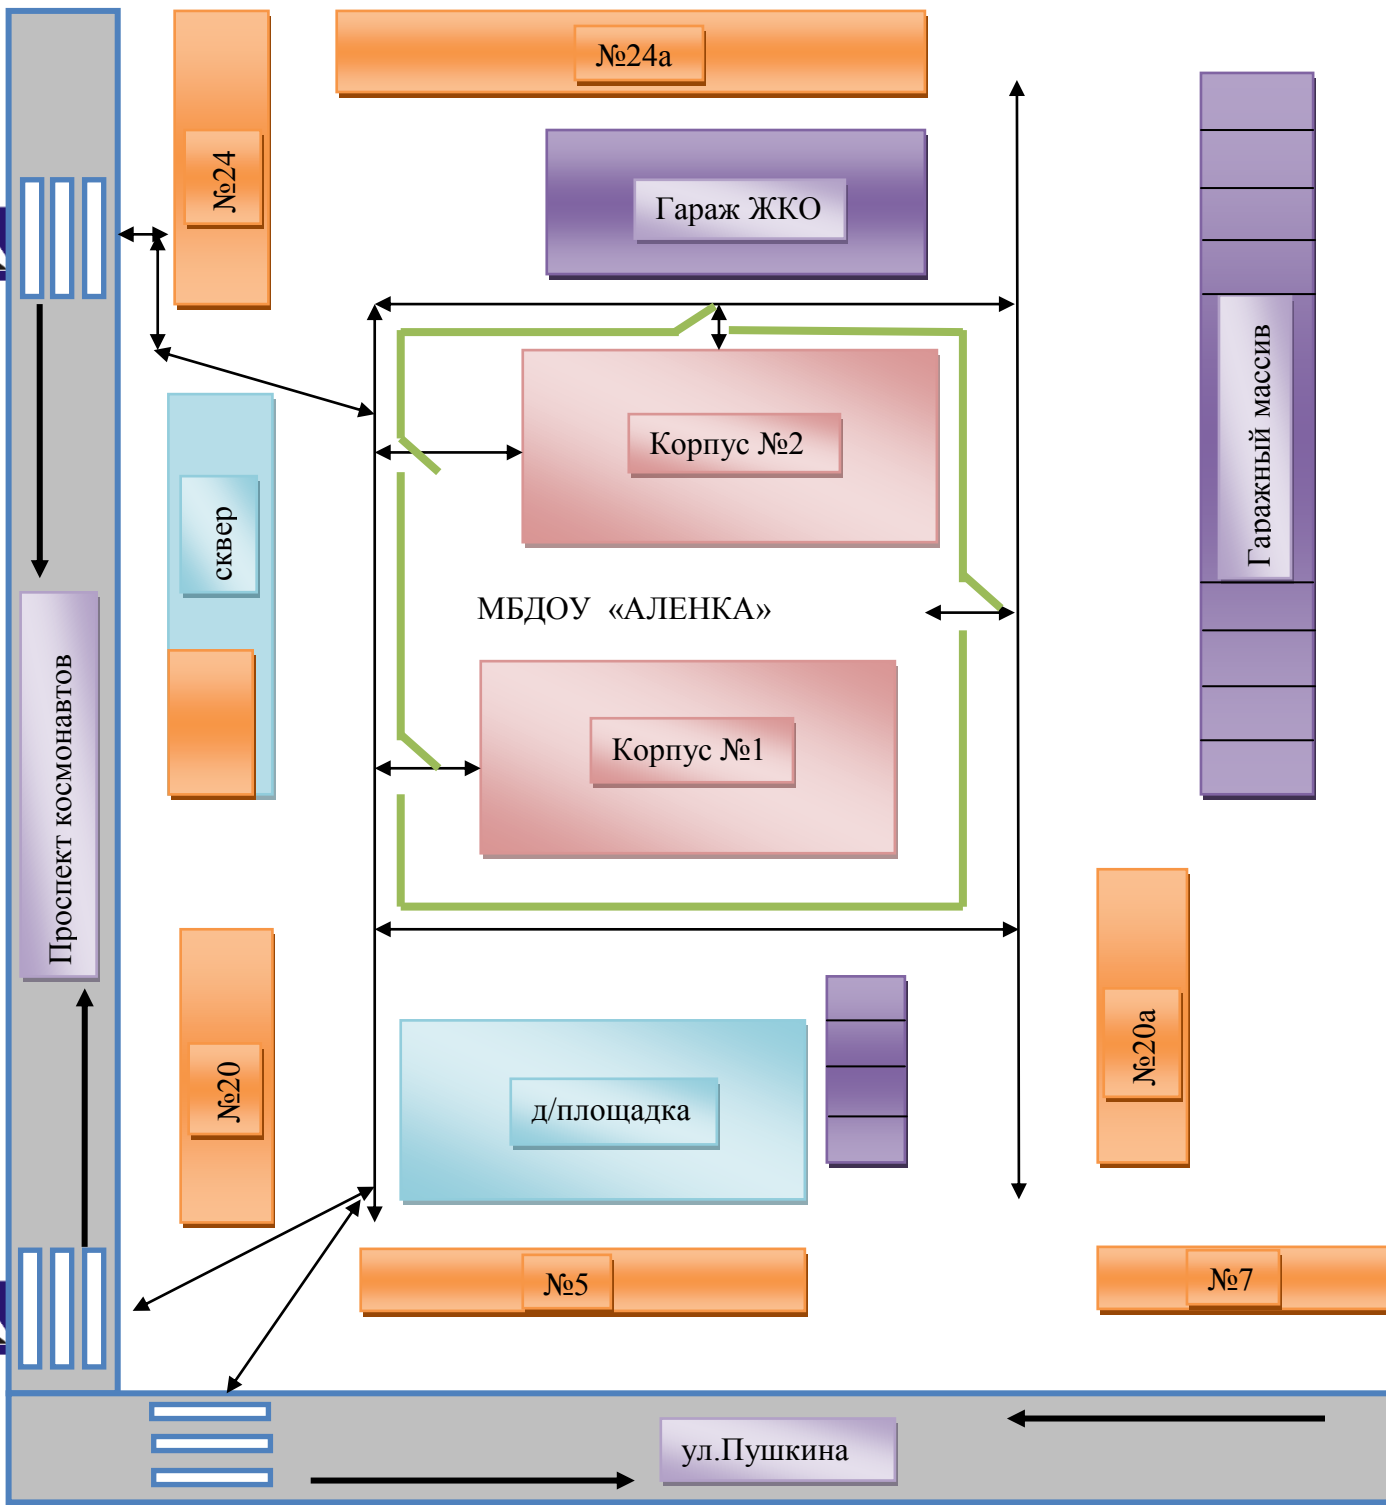 №24а
№24
Гараж ЖКО
Гаражный массив
Корпус №2
сквер
МБДОУ «АЛЕНКА»
Корпус №1
Проспект космонавтов
№20а
№20
д/площадка
№5
№7
ул.Пушкина